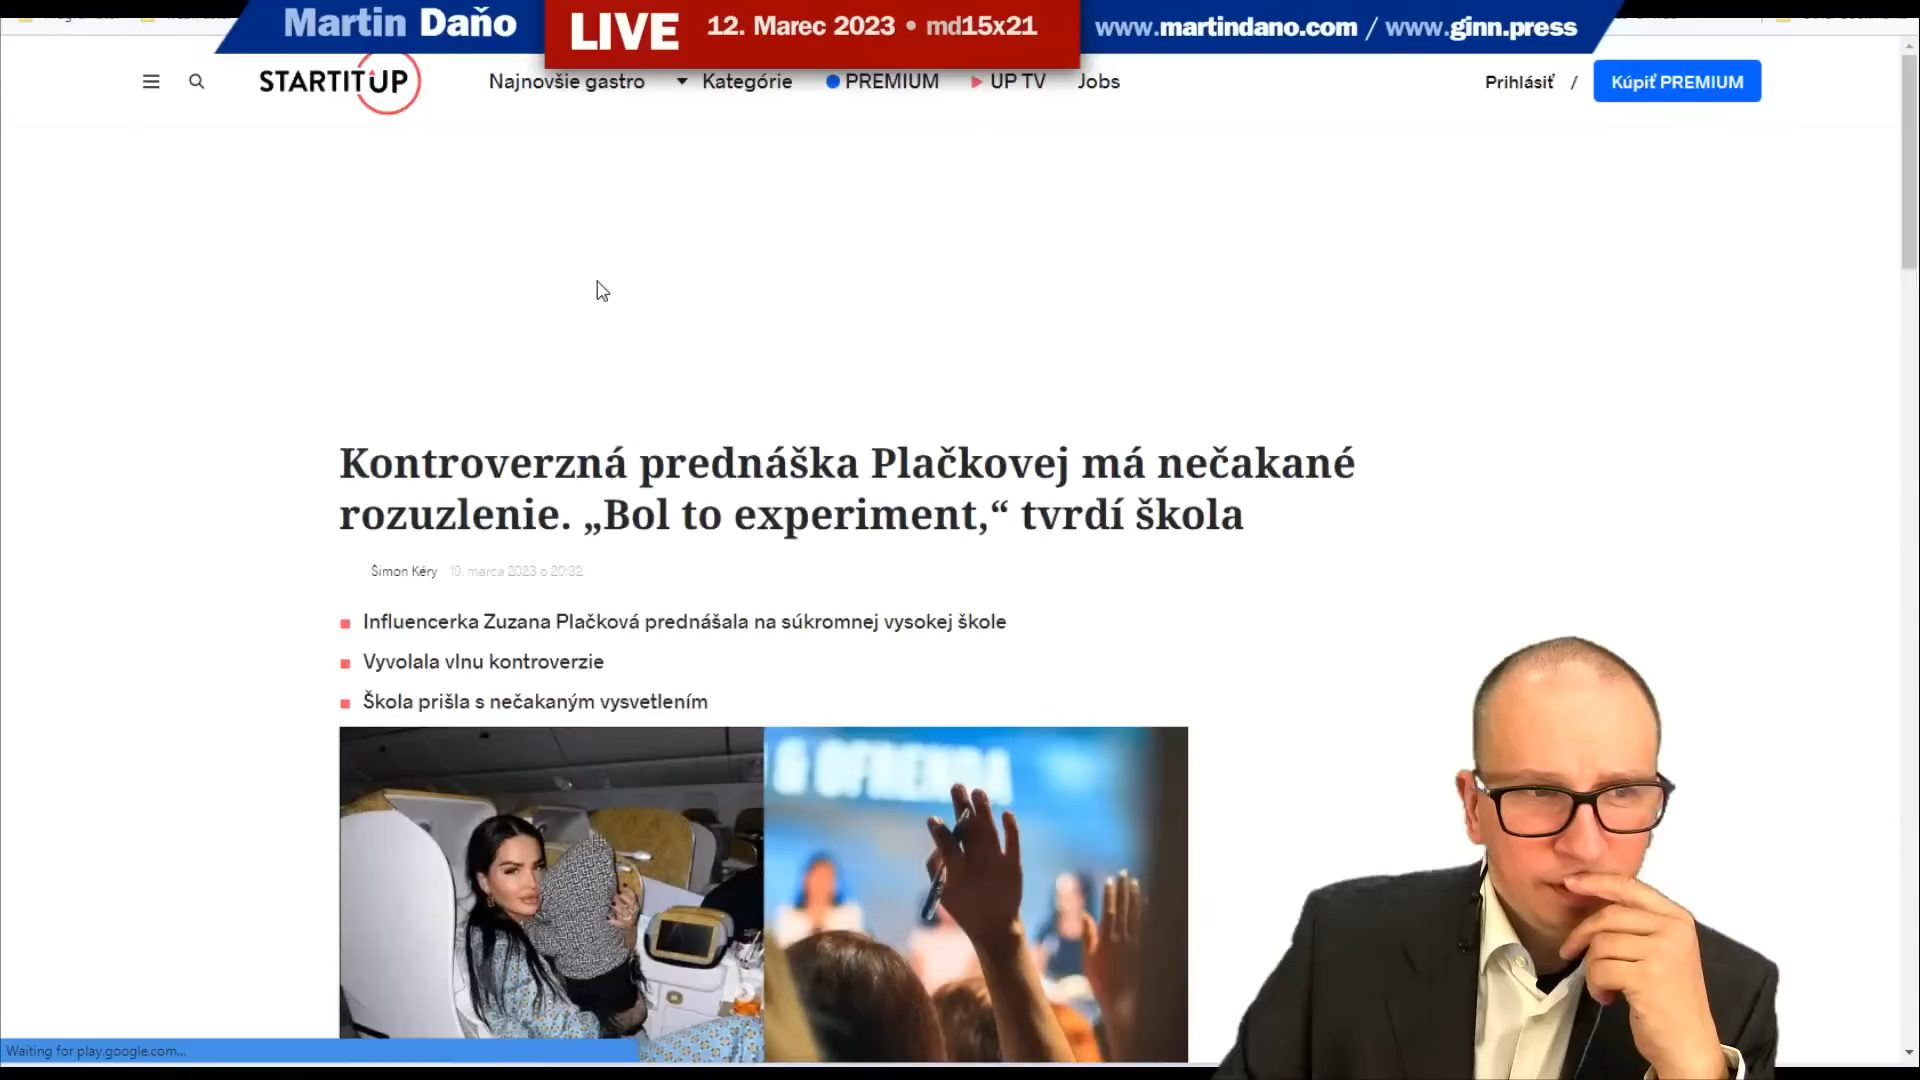 Martin Daňo
LIVE
12. Marec 2023 • md15x21
www.martindano.com / www.ginn.press
STARTITUP
Najnovšie gastro
Kategórie
PREMIUM
UP TV
Jobs
Prihlásiť /
Kúpiť PREMIUM
Kontroverzná prednáška Plačkovej má nečakané
rozuzlenie. „Bol to experiment,“ tvrdí škola
Šimon Kéry 10. marca 2023 o 20:32
Influencerka Zuzana Plačková prednášala na súkromnej vysokej škole
Vyvolala vlnu kontroverzie
Škola prišla s nečakaným vysvetlením
Waiting for play.google.com...